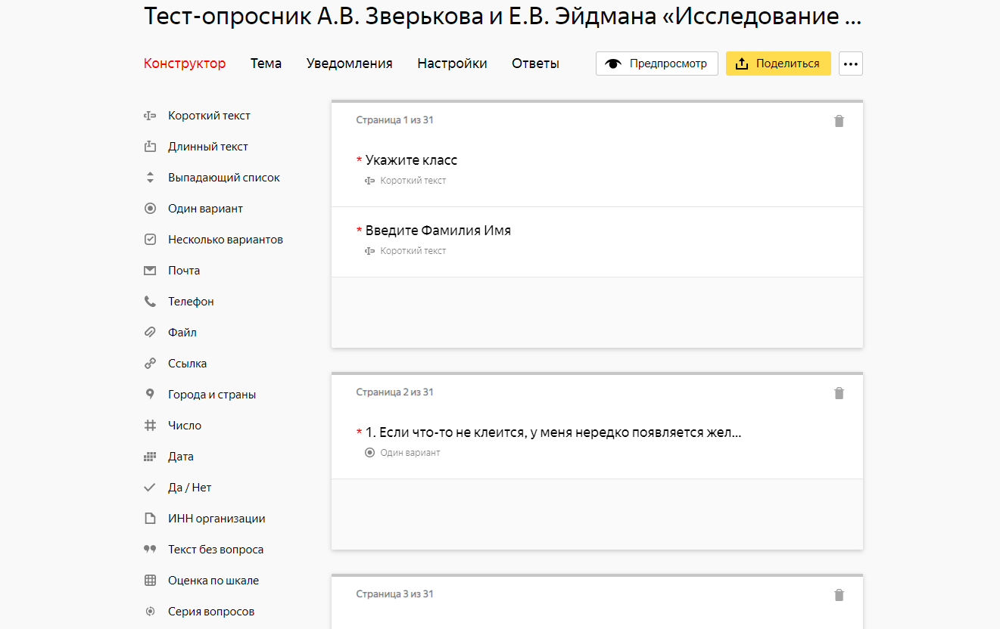 Тест-опросник А.В. Зверькова и Е.В. Эйдмана «Исследование ...
Конструктор Тема Уведомления Настройки Ответы Предпросмотр Поделиться
Короткий текст
Длинный текст
Выпадающий список
Один вариант
Несколько вариантов
Почта
Телефон
Файл
Ссылка
Города и страны
Число
Дата
Да / Нет
ИНН организации
Текст без вопроса
Оценка по шкале
Серия вопросов
Страница 1 из 31
* Укажите класс
Короткий текст
* Введите Фамилия Имя
Короткий текст
Страница 2 из 31
* 1. Если что-то не клеится, у меня нередко появляется жел...
Один вариант
Страница 3 из 31